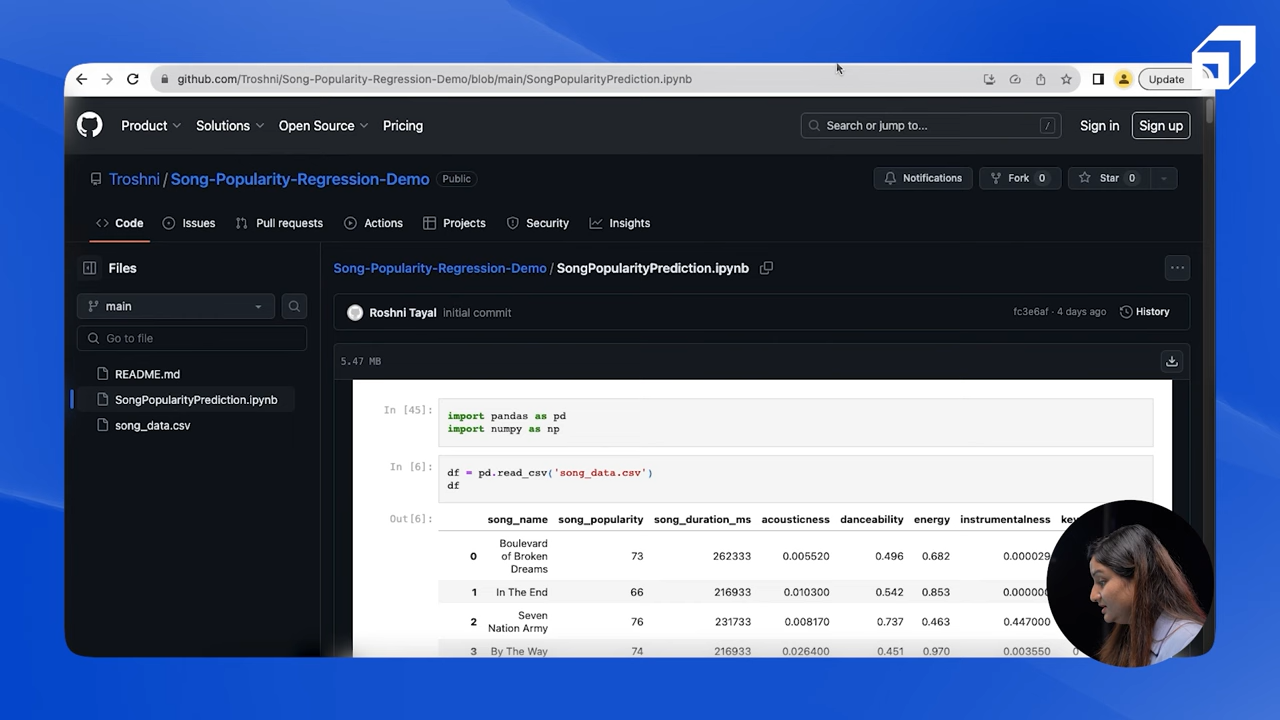 github.com/Troshni/Song-Popularity-Regression-Demo/blob/main/SongPopularityPrediction.ipynb
Update
Product Solutions Open Source Pricing
Search or jump to... /
Sign in Sign up
Troshni / Song-Popularity-Regression-Demo Public
Notifications Fork 0 Star 0
Code Issues Pull requests Actions Projects Security Insights
Files
main
Go to file
README.md
SongPopularityPrediction.ipynb
song_data.csv
Song-Popularity-Regression-Demo / SongPopularityPrediction.ipynb
Roshni Tayal initial commit
fc3e6af · 4 days ago History
5.47 MB
In [45]:
import pandas as pd
import numpy as np
In [6]:
df = pd.read_csv('song_data.csv')
df
Out[6]:
song_name song_popularity song_duration_ms acousticness danceability energy instrumentalness
0 Boulevard of Broken Dreams 73 262333 0.005520 0.496 0.682 0.000029
1 In The End 66 216933 0.010300 0.542 0.853 0.00000
2 Seven Nation Army 76 231733 0.008170 0.737 0.463 0.447000
3 By The Way 74 216933 0.026400 0.451 0.970 0.003550